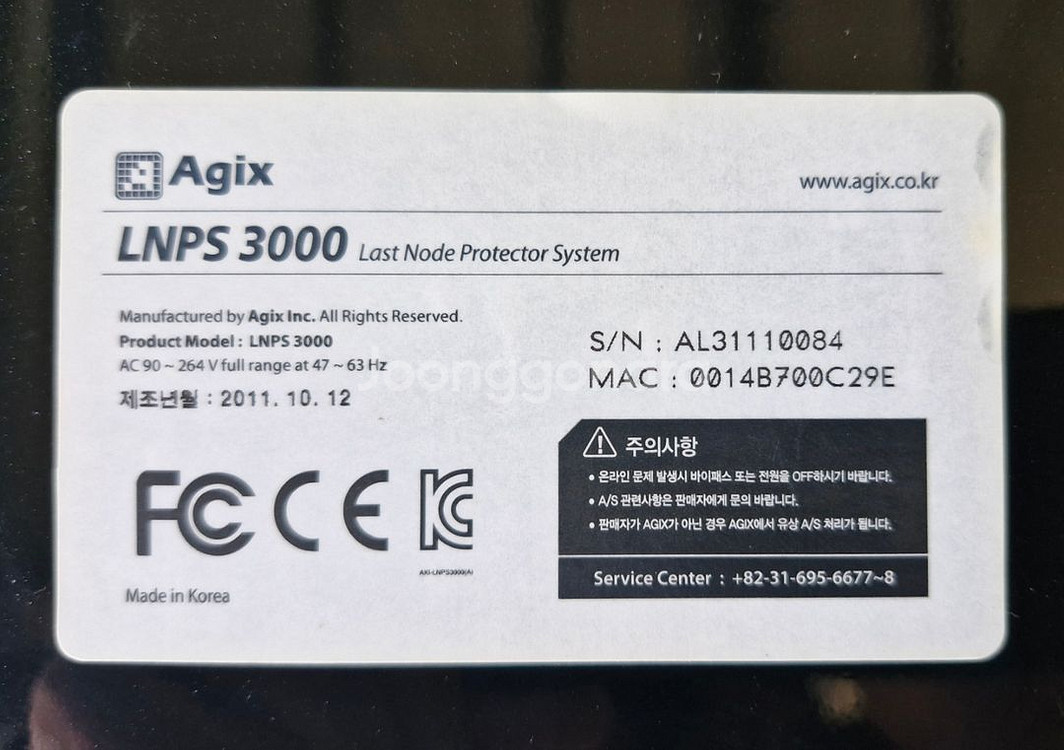 Agix
www.agix.co.kr
LNPS 3000 Last Node Protector System
Manufactured by Agix Inc. All Rights Reserved.
Product Model : LNPS 3000
AC 90 ~ 264 V full range at 47 ~ 63 Hz
제조년월 : 2011. 10. 12
S/N : AL31110084
MAC : 0014B700C29E
주의사항
• 온라인 문제 발생시 바이패스 또는 전원을 OFF하시기 바랍니다.
• A/S 관련사항은 판매자에게 문의 바랍니다.
• 판매자가 AGIX가 아닌 경우 AGIX에서 유상 A/S 처리가 됩니다.
Service Center : +82-31-695-6677~8
FC CE KC
Made in Korea